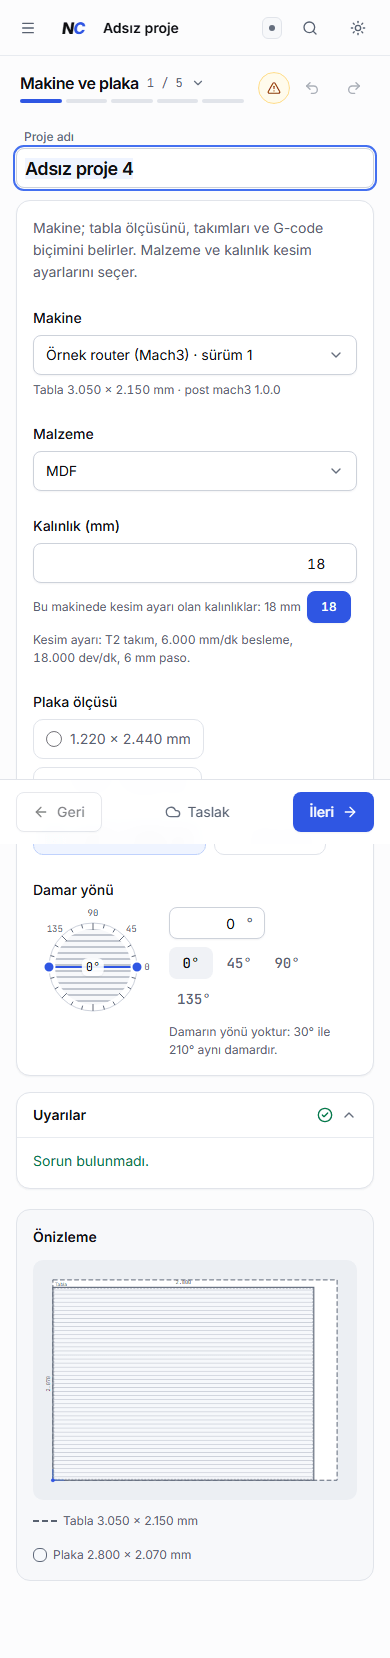 NC Adsız proje
Makine ve plaka 1 / 5
Proje adı
Adsız proje 4
Makine; tabla ölçüsünü, takımları ve G-code
biçimini belirler. Malzeme ve kalınlık kesim
ayarlarını seçer.
Makine
Örnek router (Mach3) · sürüm 1
Tabla 3.050 × 2.150 mm · post mach3 1.0.0
Malzeme
MDF
Kalınlık (mm)
18
Bu makinede kesim ayarı olan kalınlıklar: 18 mm 18
Kesim ayarı: T2 takım, 6.000 mm/dk besleme,
18.000 dev/dk, 6 mm paso.
Plaka ölçüsü
1.220 × 2.440 mm
Geri Taslak İleri
Damar yönü
90
135 45
0° 0
0 °
0° 45° 90°
135°
Damarın yönü yoktur: 30° ile
210° aynı damardır.
Uyarılar
Sorun bulunmadı.
Önizleme
Tabla
2.800
2.070
Tabla 3.050 × 2.150 mm
Plaka 2.800 × 2.070 mm